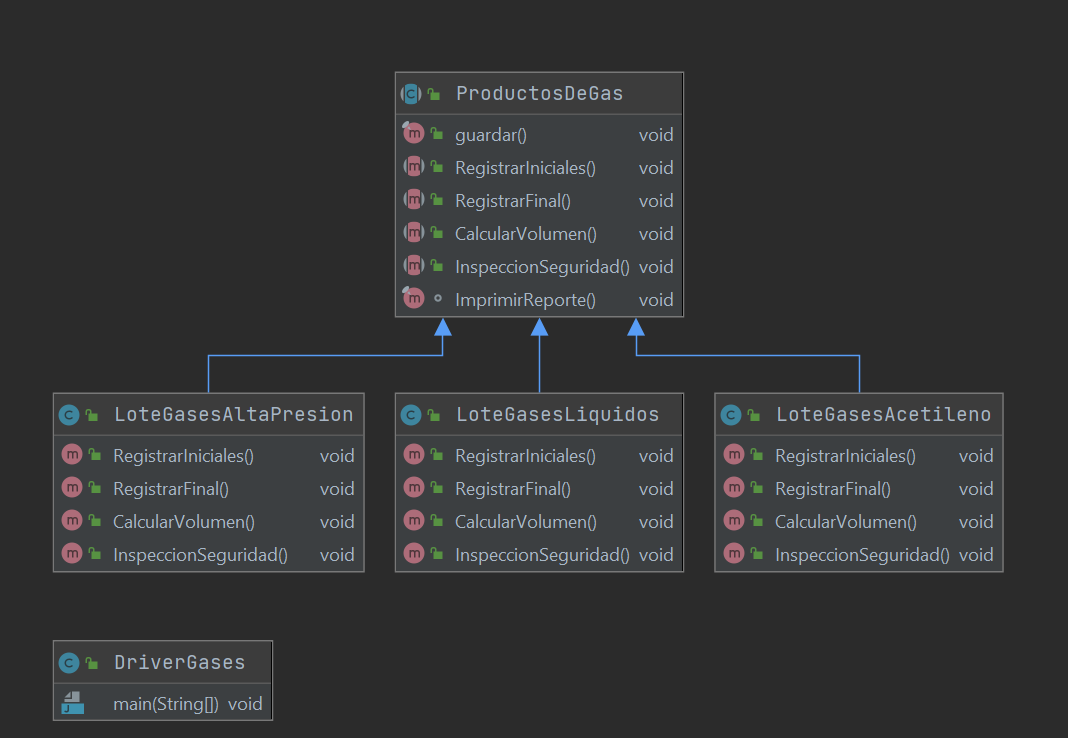 ProductosDeGas
guardar() void
RegistrarIniciales() void
RegistrarFinal() void
CalcularVolumen() void
InspeccionSeguridad() void
ImprimirReporte() void
LoteGasesAltaPresion
RegistrarIniciales() void
RegistrarFinal() void
CalcularVolumen() void
InspeccionSeguridad() void
LoteGasesLiquidos
RegistrarIniciales() void
RegistrarFinal() void
CalcularVolumen() void
InspeccionSeguridad() void
LoteGasesAcetileno
RegistrarIniciales() void
RegistrarFinal() void
CalcularVolumen() void
InspeccionSeguridad() void
DriverGases
main(String[]) void